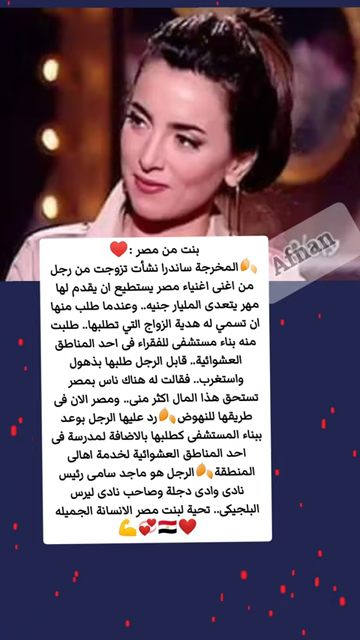 Afnan
بنت من مصر :❤️
🍂المخرجة ساندرا نشأت تزوجت من رجل
من اغنى اغنياء مصر يستطيع ان يقدم لها
مهر يتعدى المليار جنيه.. وعندما طلب منها
ان تسمي له هدية الزواج التي تطلبها.. طلبت
منه بناء مستشفى للفقراء فى احد المناطق
العشوائية.. قابل الرجل طلبها بذهول
واستغرب.. فقالت له هناك ناس بمصر
تستحق هذا المال اكثر منى.. ومصر الان فى
طريقها للنهوض🍂رد عليها الرجل بوعد
ببناء المستشفى كطلبها بالاضافة لمدرسة فى
احد المناطق العشوائية لخدمة اهالى
المنطقة🍂الرجل هو ماجد سامى رئيس
نادى وادى دجلة وصاحب نادى ليرس
البلجيكى.. تحية لبنت مصر الانسانة الجميله
❤️🇪🇬💞💪